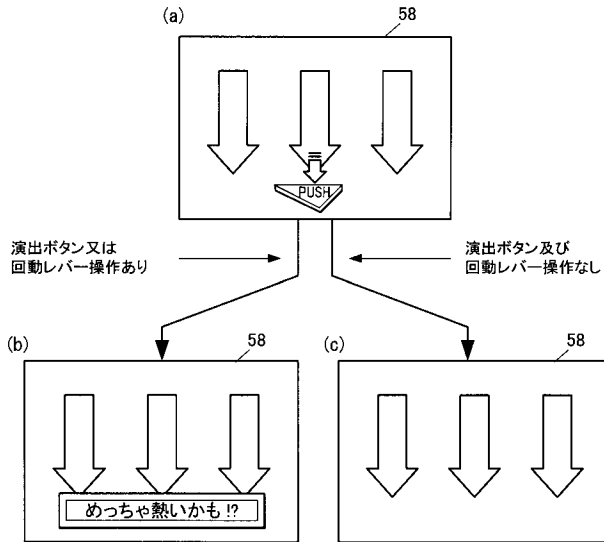 (a)
58
PUSH
演出ボタン又は
回動レバー操作あり
演出ボタン及び
回動レバー操作なし
(b)
58
めっちゃ熱いかも!?
(c)
58